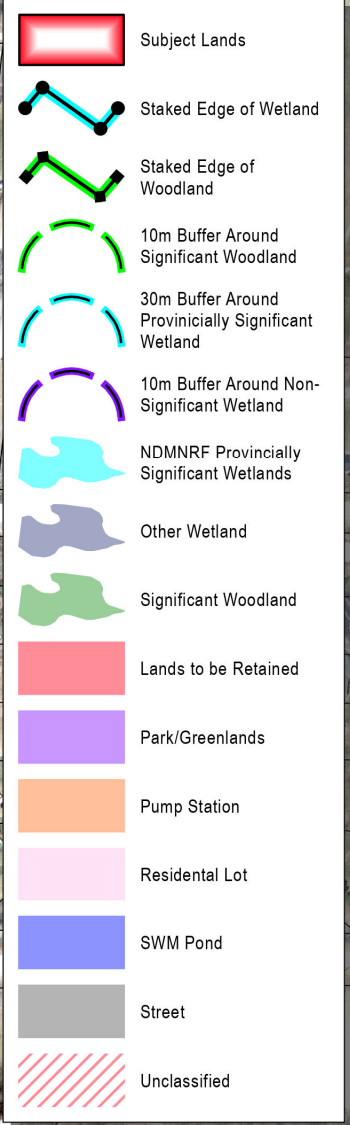 Subject Lands
Staked Edge of Wetland
Staked Edge of
Woodland
10m Buffer Around
Significant Woodland
30m Buffer Around
Provinicially Significant
Wetland
10m Buffer Around Non-
Significant Wetland
NDMNRF Provincially
Significant Wetlands
Other Wetland
Significant Woodland
Lands to be Retained
Park/Greenlands
Pump Station
Residental Lot
SWM Pond
Street
Unclassified